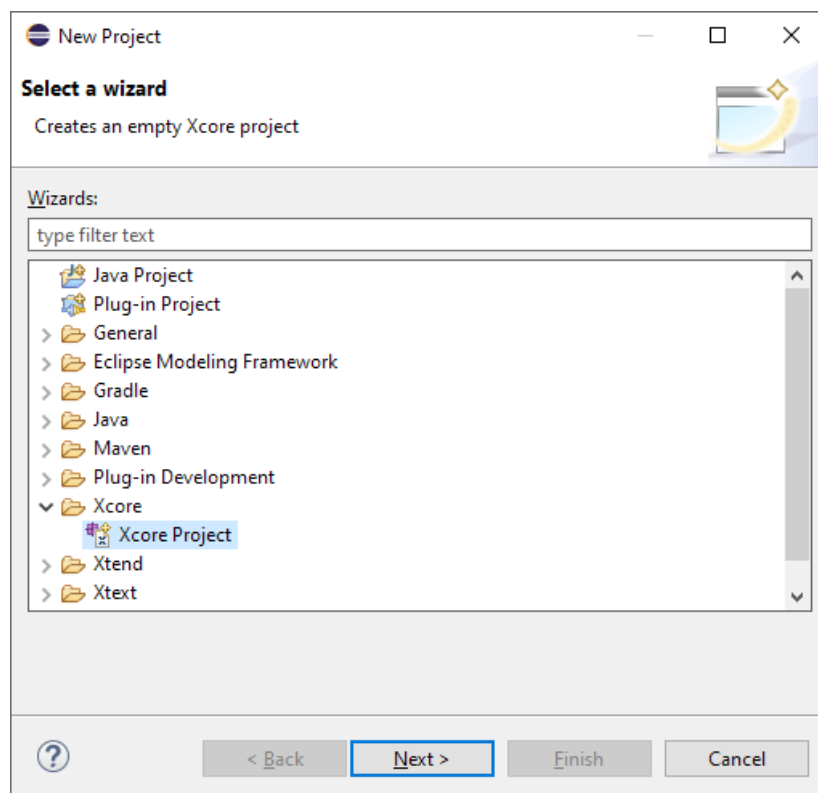 New Project
Select a wizard
Creates an empty Xcore project
Wizards:
type filter text
Java Project
Plug-in Project
General
Eclipse Modeling Framework
Gradle
Java
Maven
Plug-in Development
Xcore
Xcore Project
Xtend
Xtext
? < Back Next > Finish Cancel